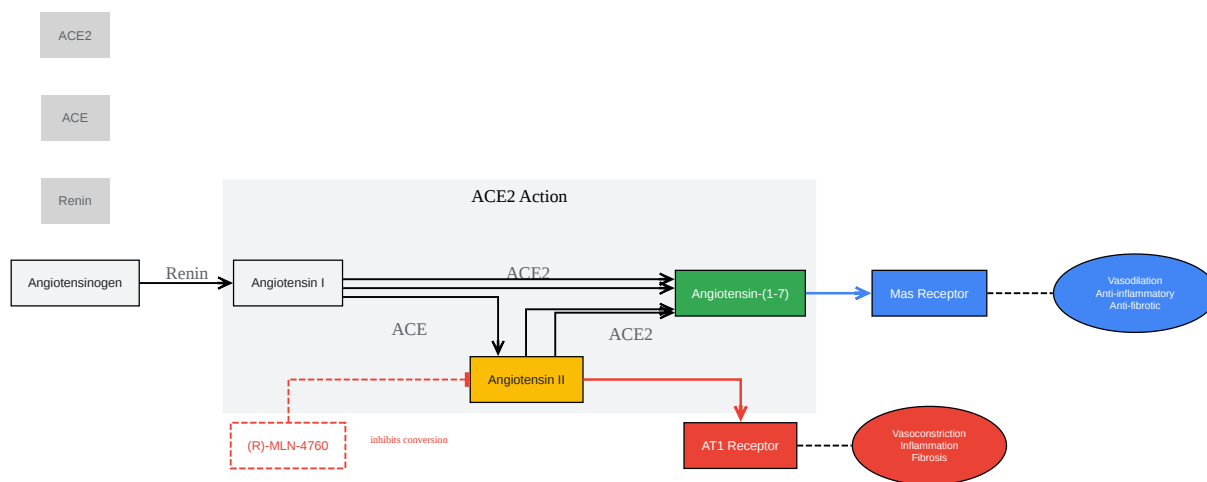 ACE2
ACE
Renin
ACE2 Action
Angiotensinogen
Renin
Angiotensin I
ACE2
Angiotensin-(1-7)
Mas Receptor
Vasodilation
Anti-inflammatory
Anti-fibrotic
ACE
ACE2
Angiotensin II
(R)-MLN-4760
inhibits conversion
AT1 Receptor
Vasoconstriction
Inflammation
Fibrosis